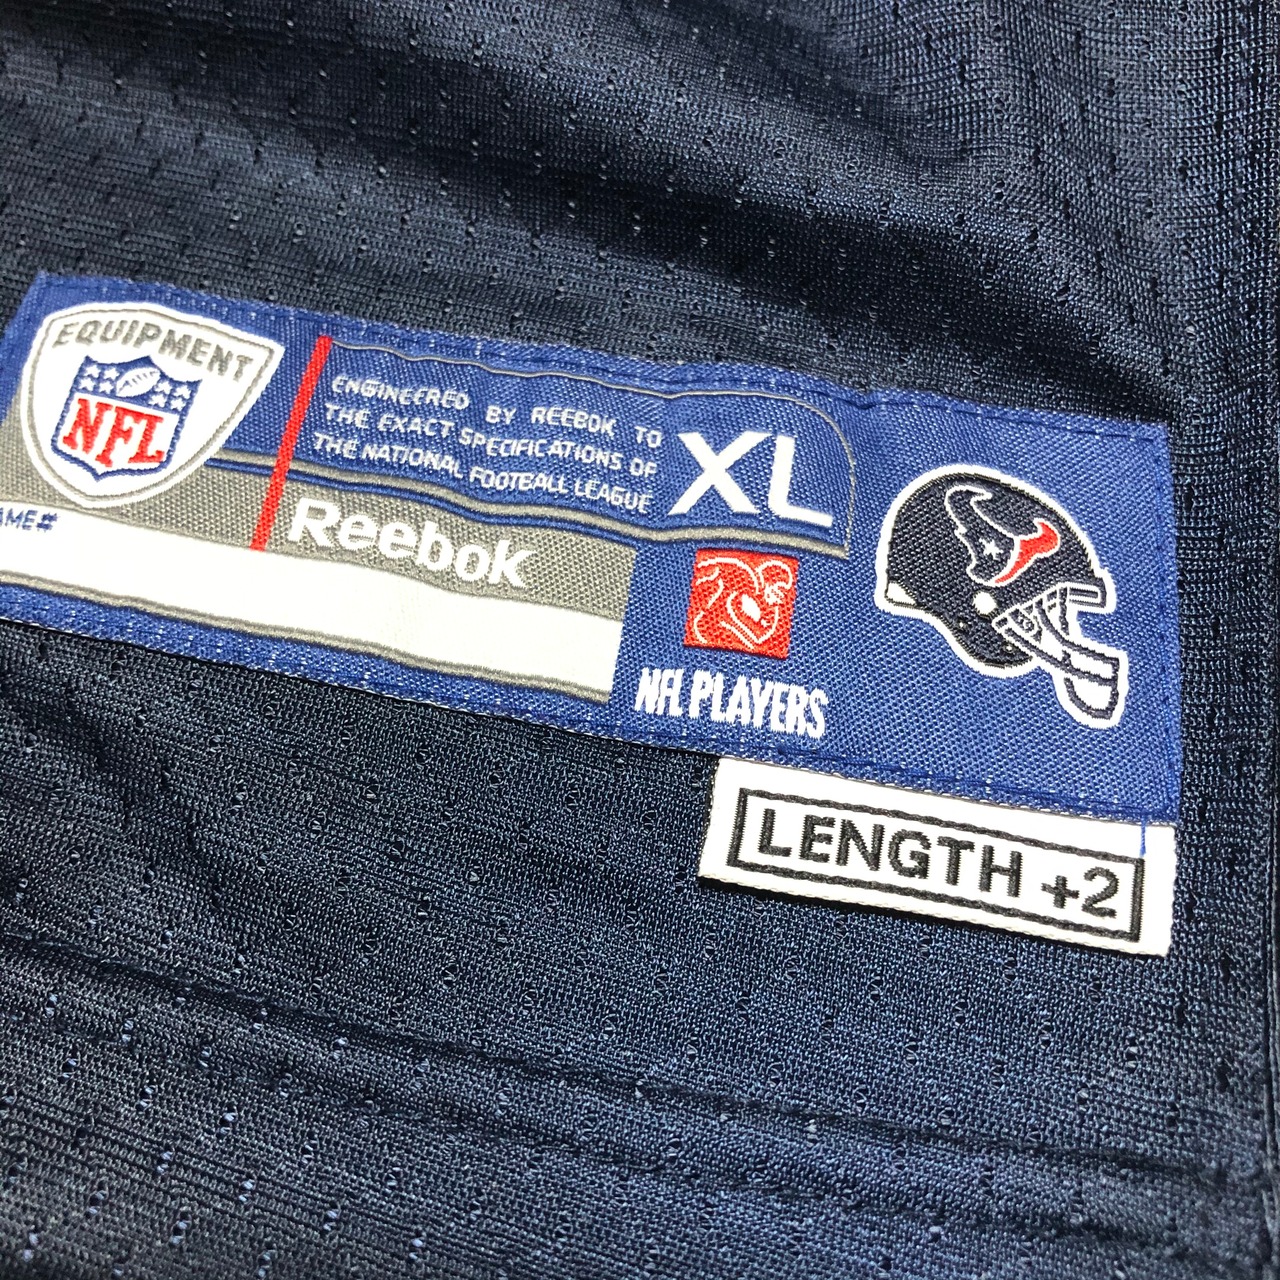 EQUIPMENT
NFL
ENGINEERED BY REEBOK TO
THE EXACT SPECIFICATIONS OF
THE NATIONAL FOOTBALL LEAGUE
XL
Reebok
AME#
NFL PLAYERS
LENGTH +2